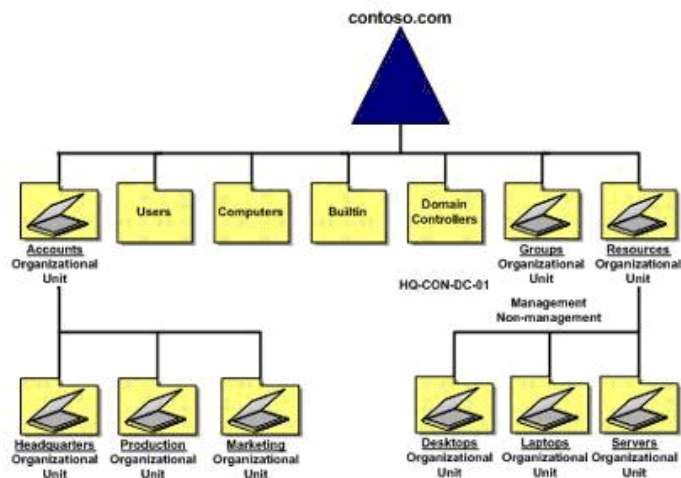 contoso.com
Users
Computers
Builtin
Domain
Controllers
Accounts
Organizational
Unit
Groups
Organizational
Unit
Resources
Organizational
Unit
HQ-CON-DC-01
Management
Non-management
Headquarters
Organizational
Unit
Production
Organizational
Unit
Marketing
Organizational
Unit
Desktops
Organizational
Unit
Laptops
Organizational
Unit
Servers
Organizational
Unit